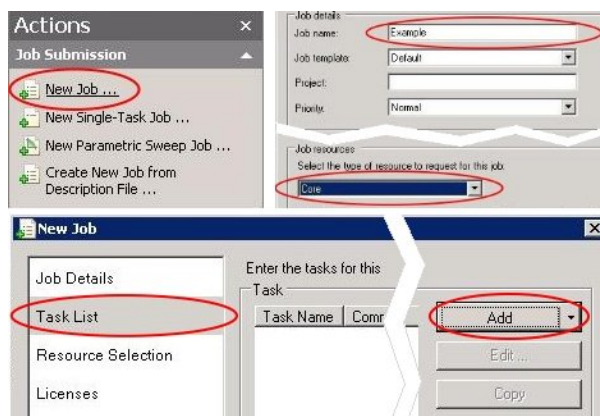 Actions
Job Submission
New Job ...
New Single-Task Job ...
New Parametric Sweep Job ...
Create New Job from
Description File ...
Job details
Job name: Example
Job template: Default
Project:
Priority: Normal
Job resources
Select the type of resource to request for this job:
Core
New Job
Job Details
Task List
Resource Selection
Licenses
Enter the tasks for this
Task
Task Name
Add
Edit ...
Copy